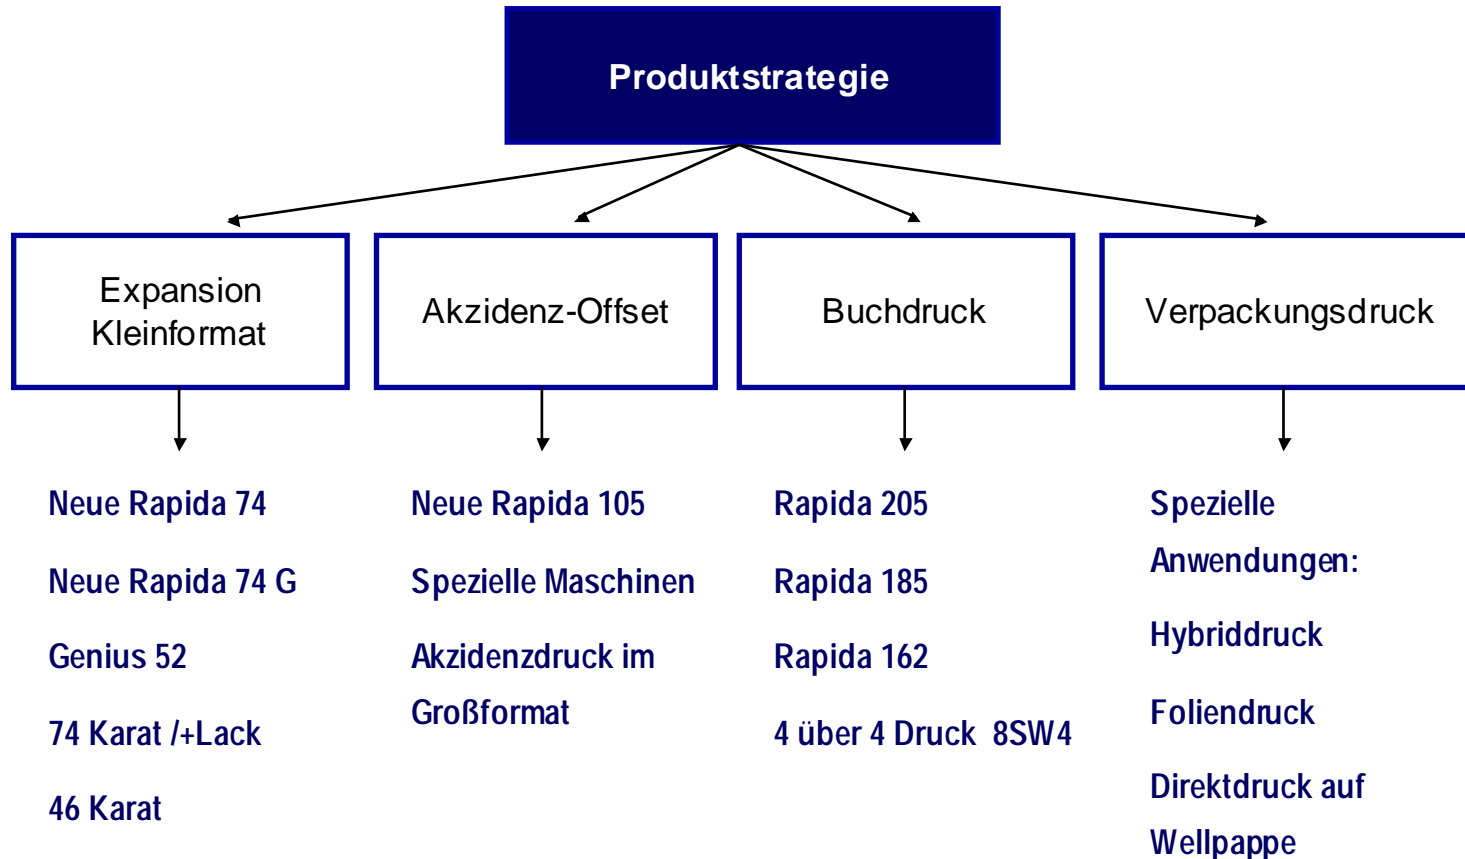 Produktstrategie
Expansion
Kleinformat
Akzidenz-Offset
Buchdruck
Verpackungsdruck
Neue Rapida 74
Neue Rapida 74 G
Genius 52
74 Karat /+Lack
46 Karat
Neue Rapida 105
Spezielle Maschinen
Akzidenzdruck im
Großformat
Rapida 205
Rapida 185
Rapida 162
4 über 4 Druck 8SW4
Spezielle
Anwendungen:
Hybriddruck
Foliendruck
Direktdruck auf
Wellpappe